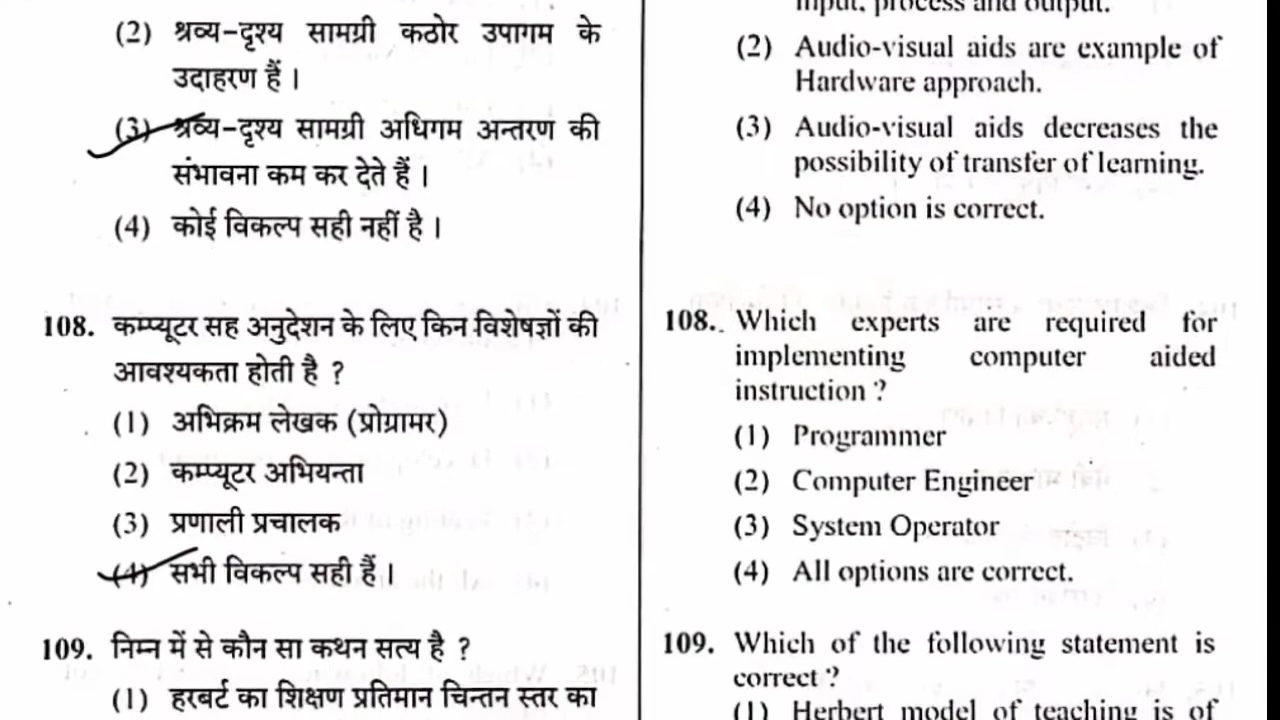 (2) श्रव्य-दृश्य सामग्री कठोर उपागम के
उदाहरण हैं ।
(3) श्रव्य-दृश्य सामग्री अधिगम अन्तरण की
संभावना कम कर देते हैं ।
(4) कोई विकल्प सही नहीं है ।
108. कम्प्यूटर सह अनुदेशन के लिए किन विशेषज्ञों की
आवश्यकता होती है ?
(1) अभिक्रम लेखक (प्रोग्रामर)
(2) कम्प्यूटर अभियन्ता
(3) प्रणाली प्रचालक
(4) सभी विकल्प सही हैं ।
109. निम्न में से कौन सा कथन सत्य है ?
(1) हरबर्ट का शिक्षण प्रतिमान चिन्तन स्तर का
input, process and output.
(2) Audio-visual aids are example of
Hardware approach.
(3) Audio-visual aids decreases the
possibility of transfer of learning.
(4) No option is correct.
108. Which experts are required for
implementing computer aided
instruction ?
(1) Programmer
(2) Computer Engineer
(3) System Operator
(4) All options are correct.
109. Which of the following statement is
correct ?
(1) Herbert model of teaching is of